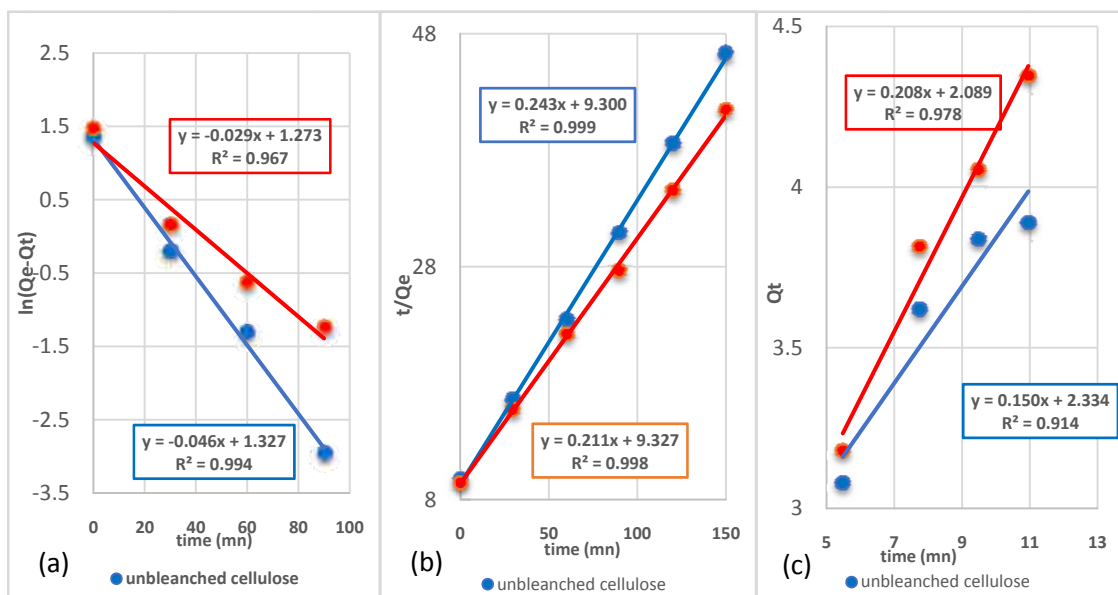 2.5
1.5
0.5
-0.5
-1.5
-2.5
-3.5
ln(Qe-Qt)
y = -0.029x + 1.273
R² = 0.967
y = -0.046x + 1.327
R² = 0.994
0 20 40 60 80 100
time (mn)
(a)
unbleanched cellulose
48
28
8
t/Qe
y = 0.243x + 9.300
R² = 0.999
y = 0.211x + 9.327
R² = 0.998
0 50 100 150
time (mn)
(b)
unbleanched cellulose
4.5
4
3.5
3
Qt
y = 0.208x + 2.089
R² = 0.978
y = 0.150x + 2.334
R² = 0.914
5 7 9 11 13
time (mn)
(c)
unbleanched cellulose